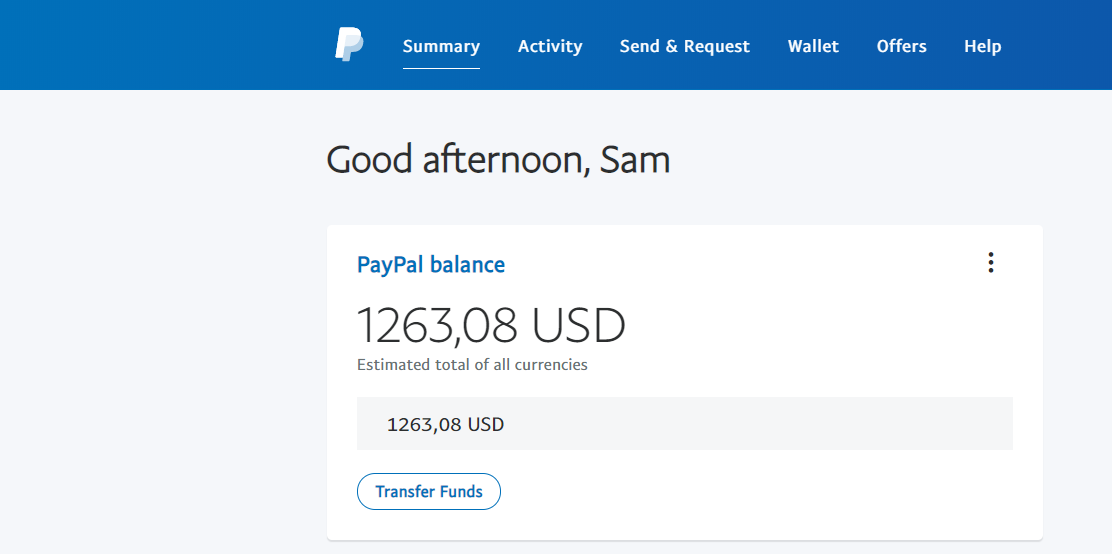 Summary Activity Send & Request Wallet Offers Help
Good afternoon, Sam
PayPal balance
1263,08 USD
Estimated total of all currencies
1263,08 USD
Transfer Funds